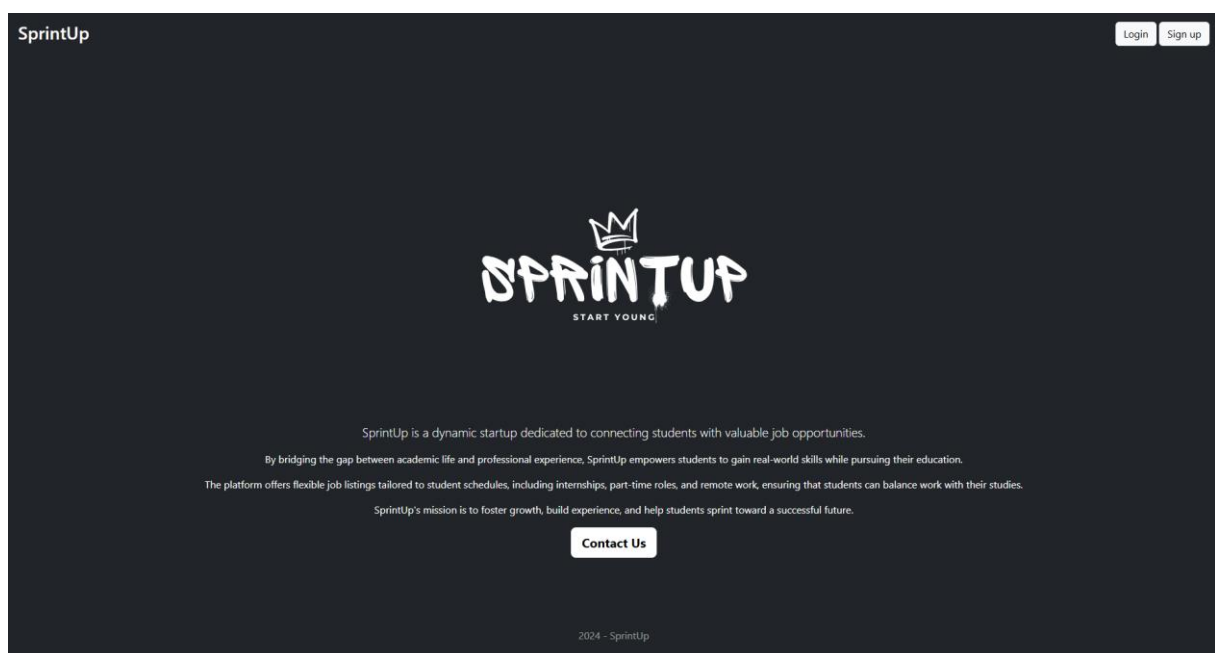 SprintUp
Login
Sign up
SPRiNTUP
START YOUNG
SprintUp is a dynamic startup dedicated to connecting students with valuable job opportunities.
By bridging the gap between academic life and professional experience, SprintUp empowers students to gain real-world skills while pursuing their education.
The platform offers flexible job listings tailored to student schedules, including internships, part-time roles, and remote work, ensuring that students can balance work with their studies.
SprintUp's mission is to foster growth, build experience, and help students sprint toward a successful future.
Contact Us
2024 - SprintUp